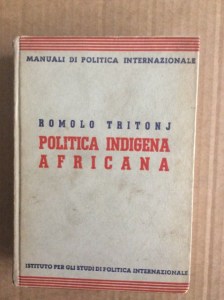 MANUALI DI POLITICA INTERNAZIONALE
ROMOLO TRITONJ
POLITICA INDIGENA
AFRICANA
ISTITUTO PER GLI STUDI DI POLITICA INTERNAZIONALE